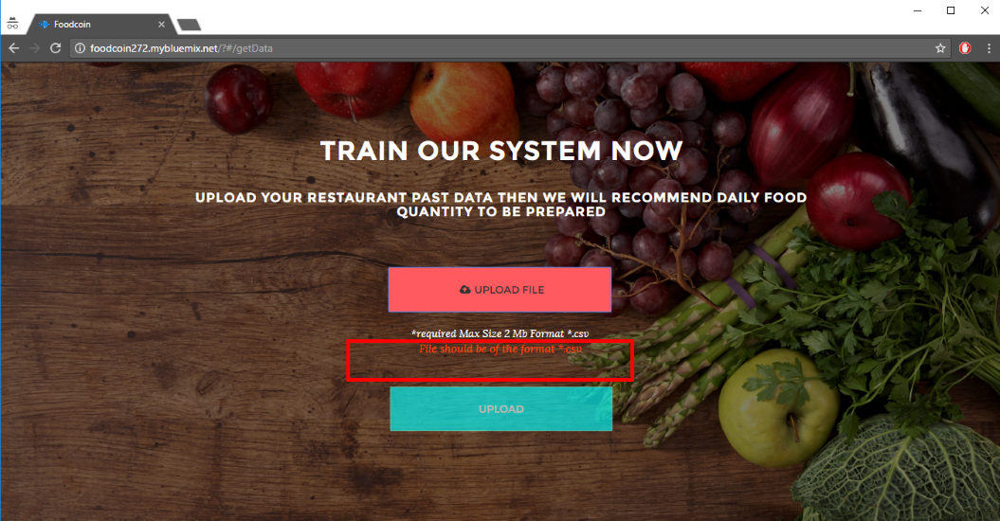 Foodcoin
foodcoin272.mybluemix.net/?#/getData
TRAIN OUR SYSTEM NOW
UPLOAD YOUR RESTAURANT PAST DATA THEN WE WILL RECOMMEND DAILY FOOD
QUANTITY TO BE PREPARED
UPLOAD FILE
*required Max Size 2 Mb Format *.csv
File should be of the format *.csv
UPLOAD